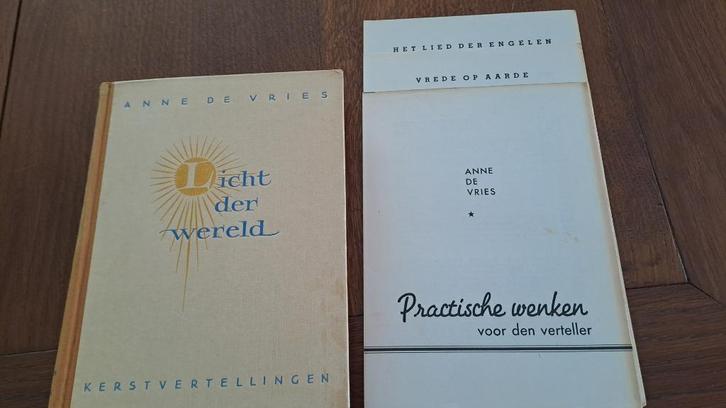 ANNE DE VRIES
Licht
der
wereld
KERSTVERTELLINGEN
HET LIED DER ENGELEN
VREDE OP AARDE
ANNE
DE
VRIES
Practische wenken
voor den verteller